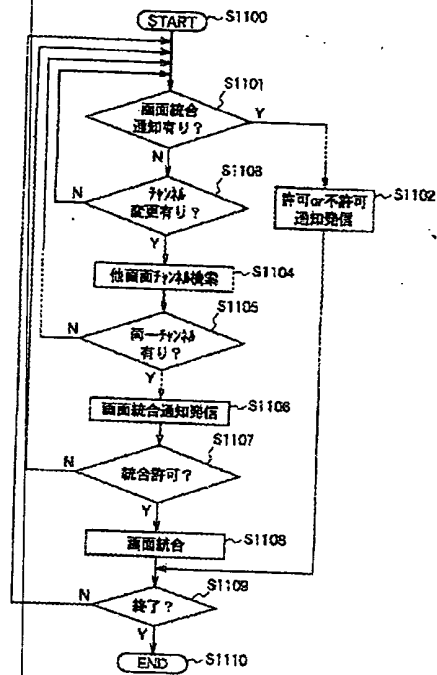 START
S1100
S1101
画面統合
通知有り?
Y
N
S1103
チャンネル
変更有り?
N
Y
許可or不許可
通知発信
S1102
他画面チャンネル検索
S1104
S1105
同一チャンネル
有り?
N
Y
画面統合通知発信
S1106
S1107
統合許可?
N
Y
画面統合
S1108
S1109
終了?
N
Y
END
S1110